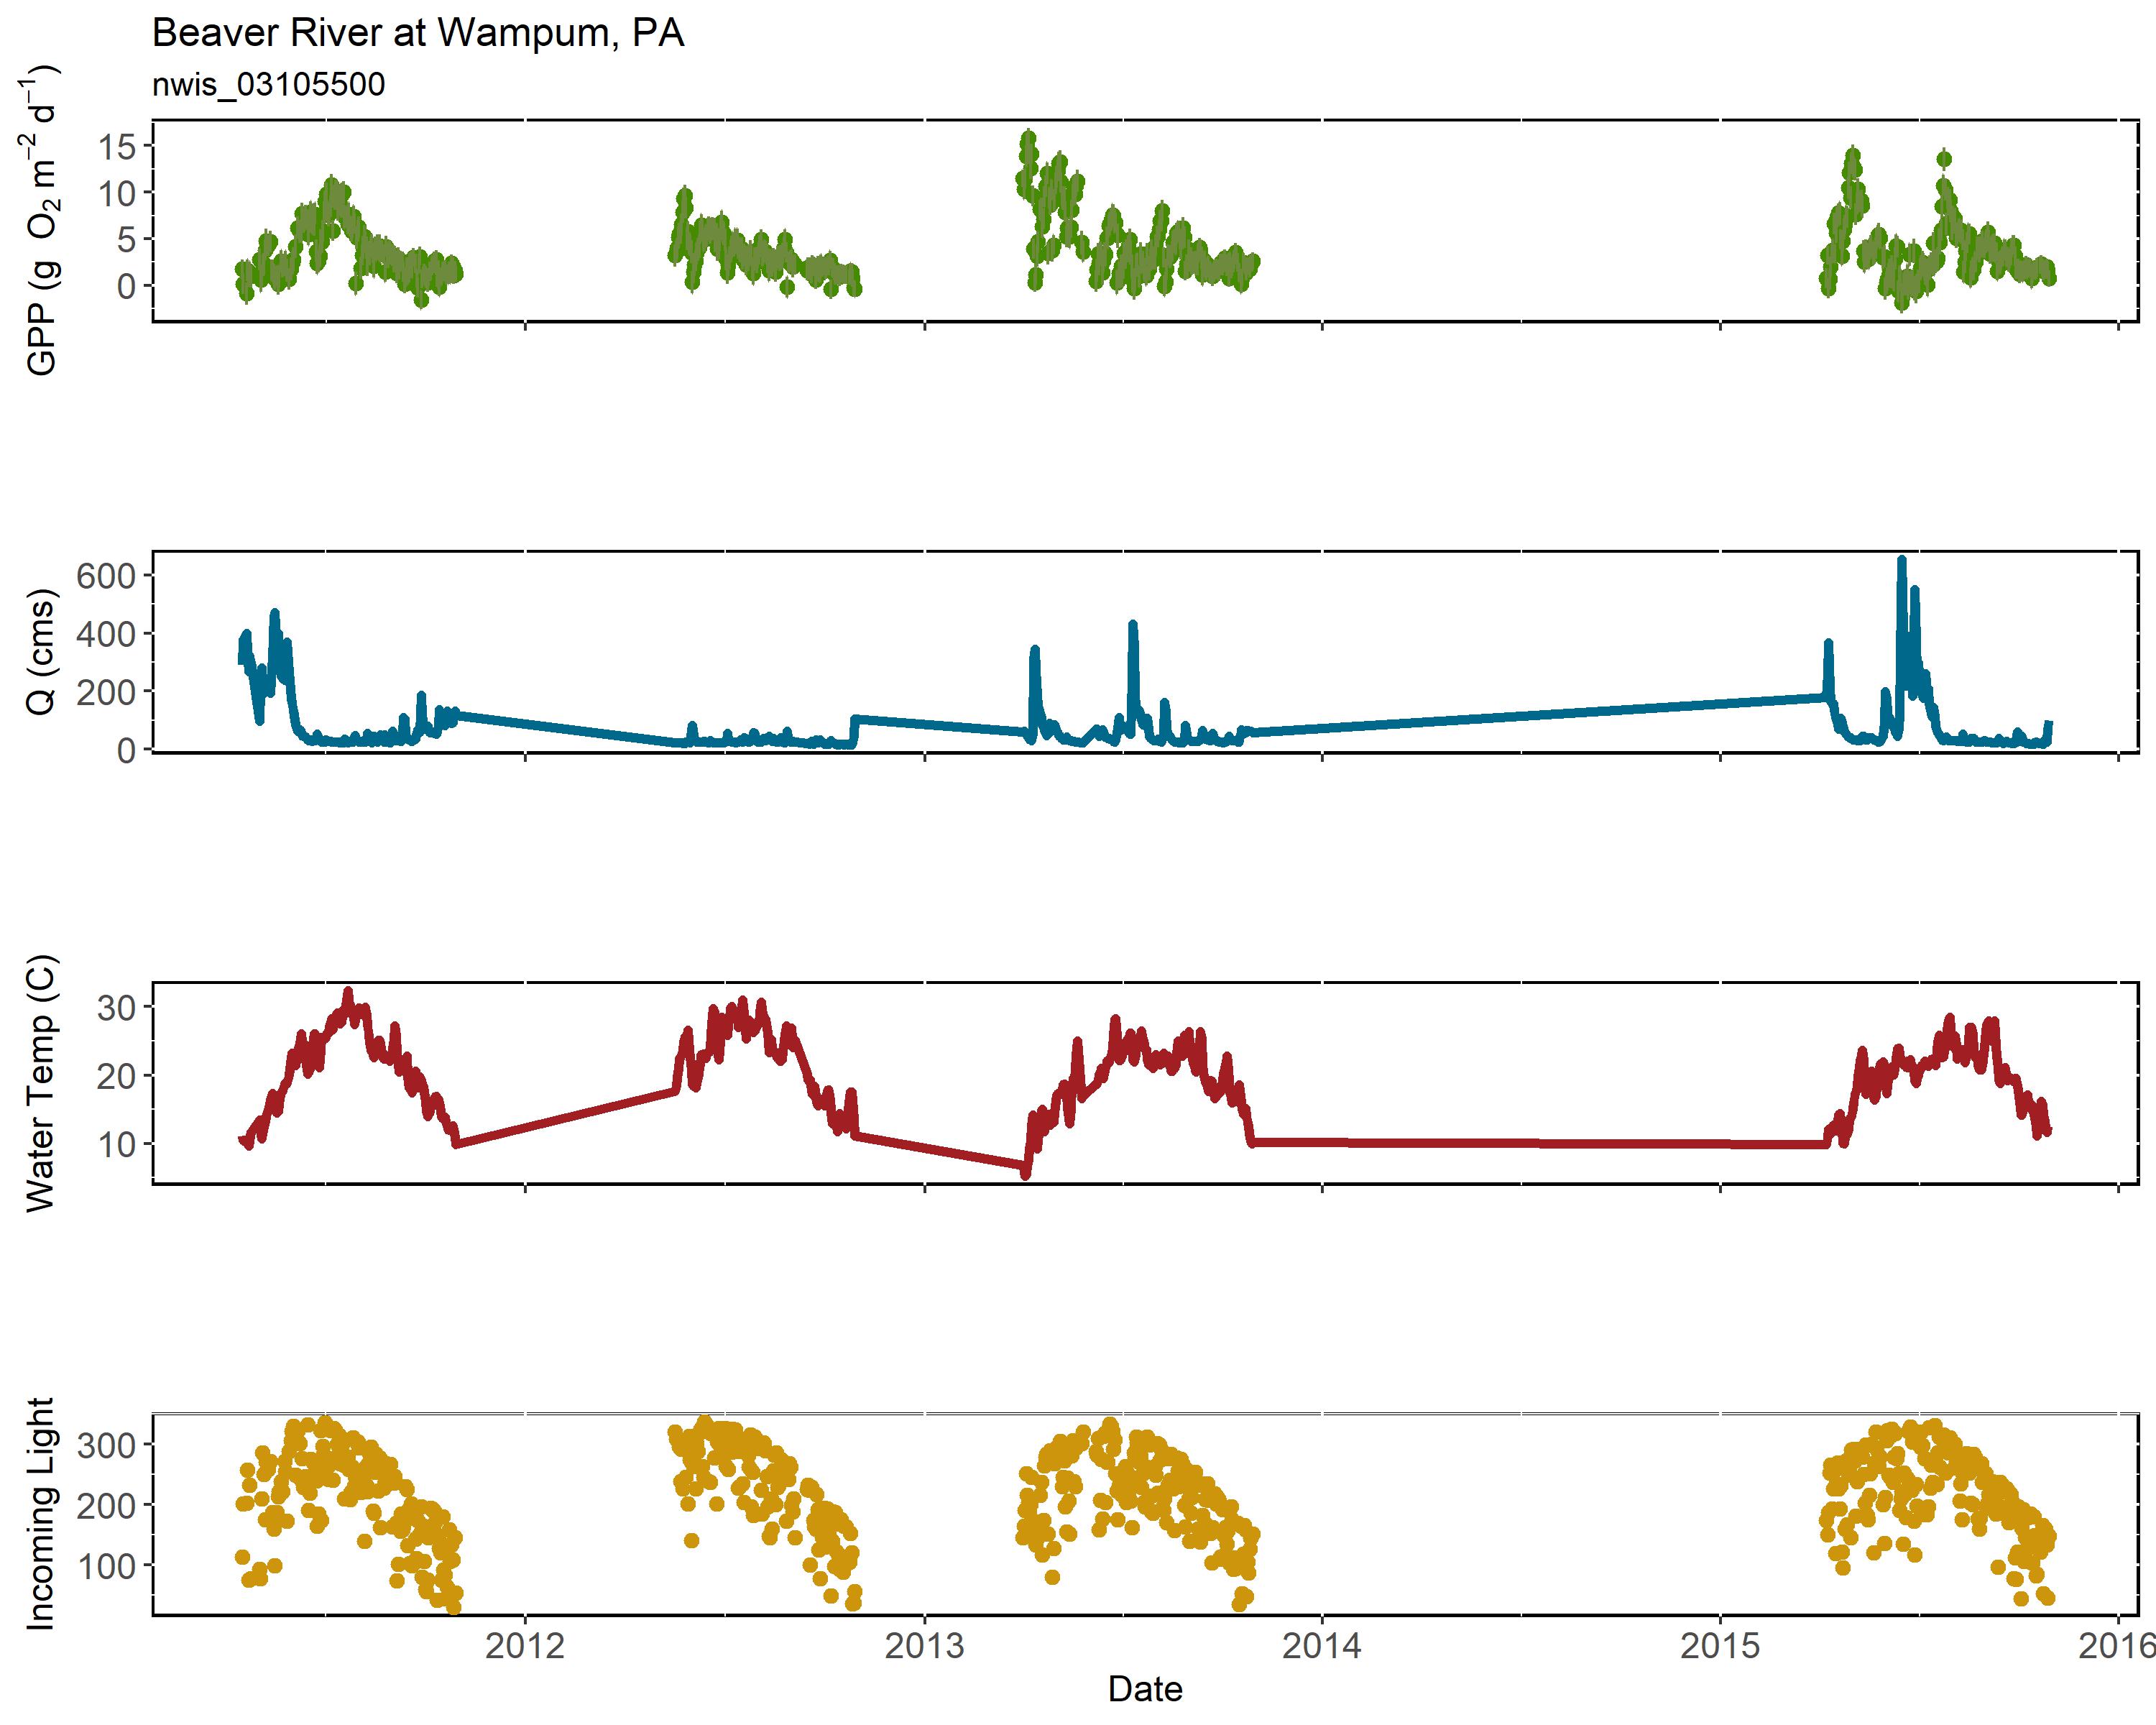 Beaver River at Wampum, PA
nwis_03105500
GPP (g O₂ m⁻² d⁻¹)
15
10
5
0
Q (cms)
600
400
200
0
Water Temp (C)
30
20
10
Incoming Light
300
200
100
2012
2013
2014
2015
2016
Date